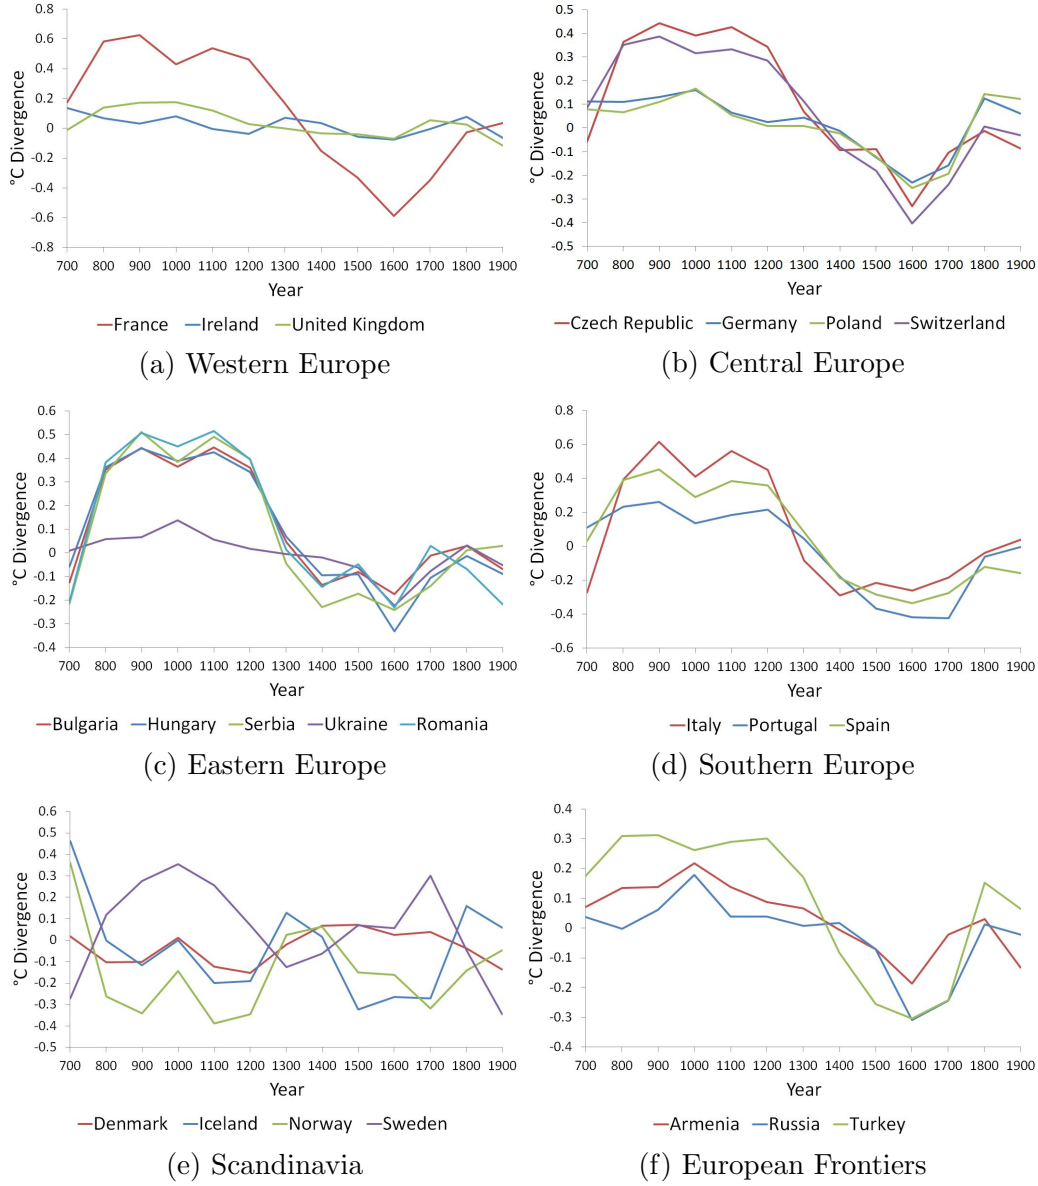 0.8
0.6
0.4
0.2
0
-0.2
-0.4
-0.6
-0.8
°C Divergence
700 800 900 1000 1100 1200 1300 1400 1500 1600 1700 1800 1900
Year
France Ireland United Kingdom
(a) Western Europe
0.5
0.4
0.3
0.2
0.1
0
-0.1
-0.2
-0.3
-0.4
-0.5
°C Divergence
700 800 900 1000 1100 1200 1300 1400 1500 1600 1700 1800 1900
Year
Czech Republic Germany Poland Switzerland
(b) Central Europe
0.6
0.5
0.4
0.3
0.2
0.1
0
-0.1
-0.2
-0.3
-0.4
°C Divergence
700 800 900 1000 1100 1200 1300 1400 1500 1600 1700 1800 1900
Year
Bulgaria Hungary Serbia Ukraine Romania
(c) Eastern Europe
0.8
0.6
0.4
0.2
0
-0.2
-0.4
-0.6
°C Divergence
700 800 900 1000 1100 1200 1300 1400 1500 1600 1700 1800 1900
Year
Italy Portugal Spain
(d) Southern Europe
0.6
0.5
0.4
0.3
0.2
0.1
0
-0.1
-0.2
-0.3
-0.4
-0.5
°C Divergence
700 800 900 1000 1100 1200 1300 1400 1500 1600 1700 1800 1900
Year
Denmark Iceland Norway Sweden
(e) Scandinavia
0.4
0.3
0.2
0.1
0
-0.1
-0.2
-0.3
-0.4
°C Divergence
700 800 900 1000 1100 1200 1300 1400 1500 1600 1700 1800 1900
Year
Armenia Russia Turkey
(f) European Frontiers